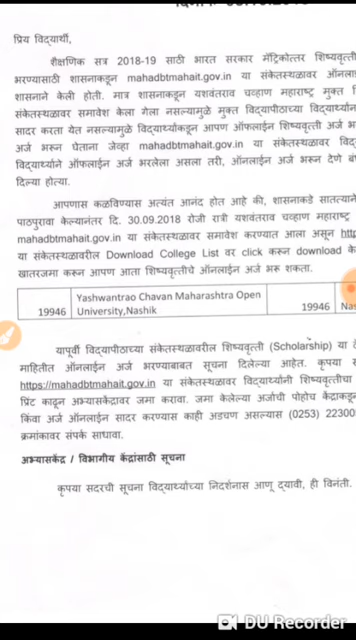 प्रिय विद्यार्थी,
शैक्षणिक सत्र 2018-19 साठी भारत सरकार मॅट्रिकोत्तर शिष्यवृत्ती
भरण्यासाठी शासनाकडून mahadbtmahait.gov.in या संकेतस्थळावर
शासनाने केली होती. मात्र शासनाकडून यशवंतराव चव्हाण महाराष्ट्र मुक्त
संकेतस्थळावर समावेश केला गेला नसल्यामुळे मुक्त विद्यापीठाच्या
सादर करता येत नसल्यामुळे विद्यार्थ्यांकडून आपण ऑफलाईन शिष्यवृत्ती अर्ज
अर्ज भरून घेताना जेव्हा mahadbtmahait.gov.in या संकेतस्थळावर
विद्यार्थ्याने ऑफलाईन अर्ज भरलेला असला तरी, ऑनलाईन अर्ज भरून देणे
दिल्या होत्या.
आपणास कळविण्यास अत्यंत आनंद होत आहे की, शासनाकडे सातत्याने
पाठपुरावा केल्यानंतर दि. 30.09.2018 रोजी रात्री यशवंतराव चव्हाण महाराष्ट्र
mahadbtmahait.gov.in या संकेतस्थळावर समावेश करण्यात आला असून
या संकेतस्थळावरील Download College List वर click करून download
खातरजमा करून आपण आता शिष्यवृत्तीचे ऑनलाईन अर्ज भरू शकता.
19946 Yashwantrao Chavan Maharashtra Open University,Nashik 19946
यापूर्वी विद्यापीठाच्या संकेतस्थळावरील शिष्यवृत्ती (Scholarship) या
माहितीत ऑनलाईन अर्ज भरण्याबाबत सूचना दिलेल्या आहेत. कृपया
https://mahadbtmahait.gov.in या संकेतस्थळावर विद्यार्थ्यांनी शिष्यवृत्तीचा
प्रिंट काढून अभ्यासकेंद्रावर जमा करावा. जमा केलेल्या अर्जाची पोहोच
किंवा अर्ज ऑनलाईन सादर करण्यास काही अडचण असल्यास (0253) 22300
क्रमांकावर संपर्क साधावा.
अभ्यासकेंद्र / विभागीय केंद्रांसाठी सूचना
कृपया सदरची सूचना विद्यार्थ्यांच्या निदर्शनास आणू द्यावी, ही विनंती.
DU Recorder